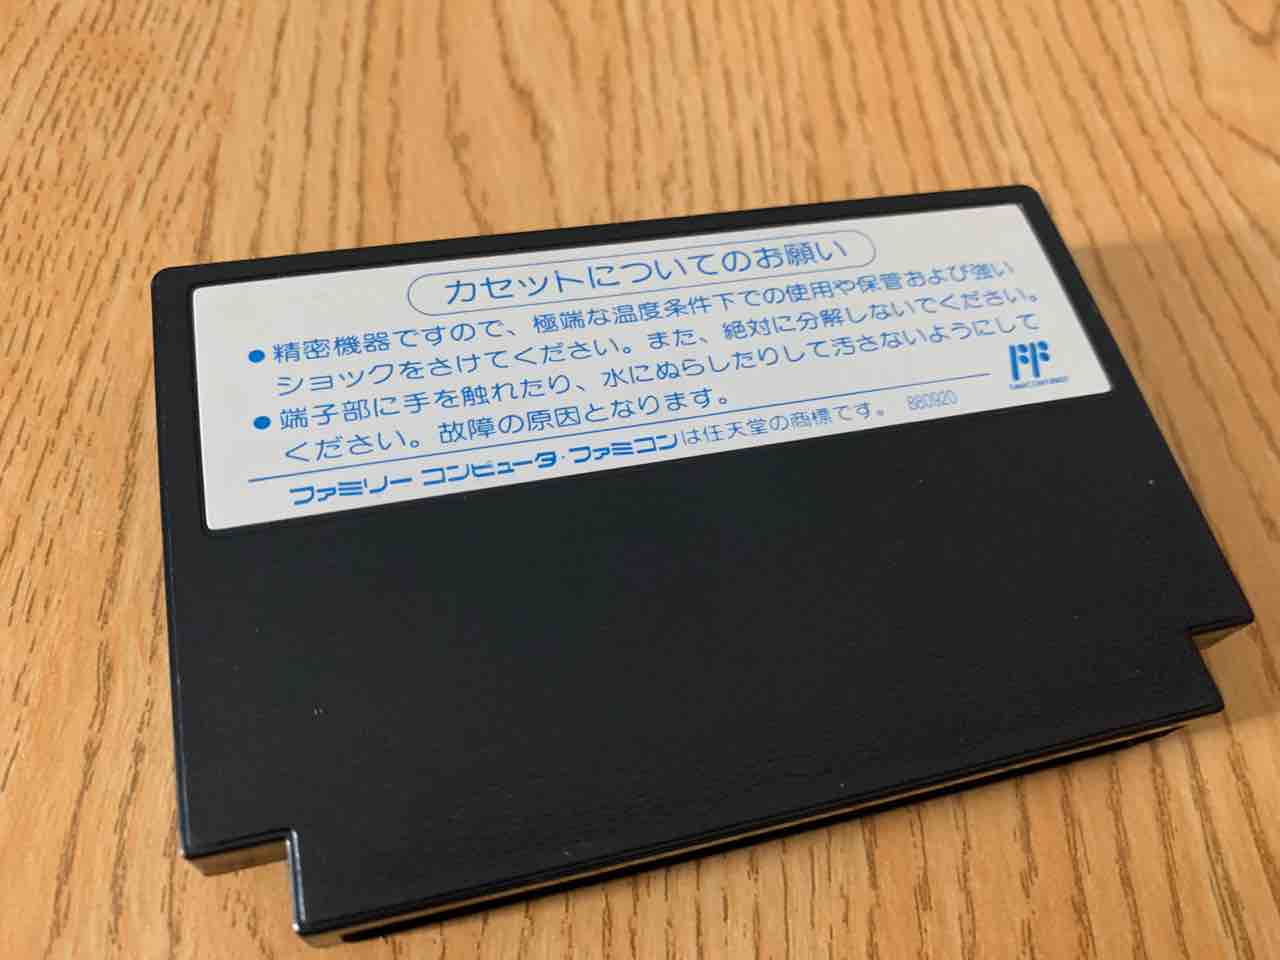 カセットについてのお願い
●精密機器ですので、極端な温度条件下での使用や保管および強い
ショックをさけてください。また、絶対に分解しないでください。
●端子部に手を触れたり、水にぬらしたりして汚さないようにして
ください。故障の原因となります。
ファミリー コンピュータ・ファミコンは任天堂の商標です。 880920